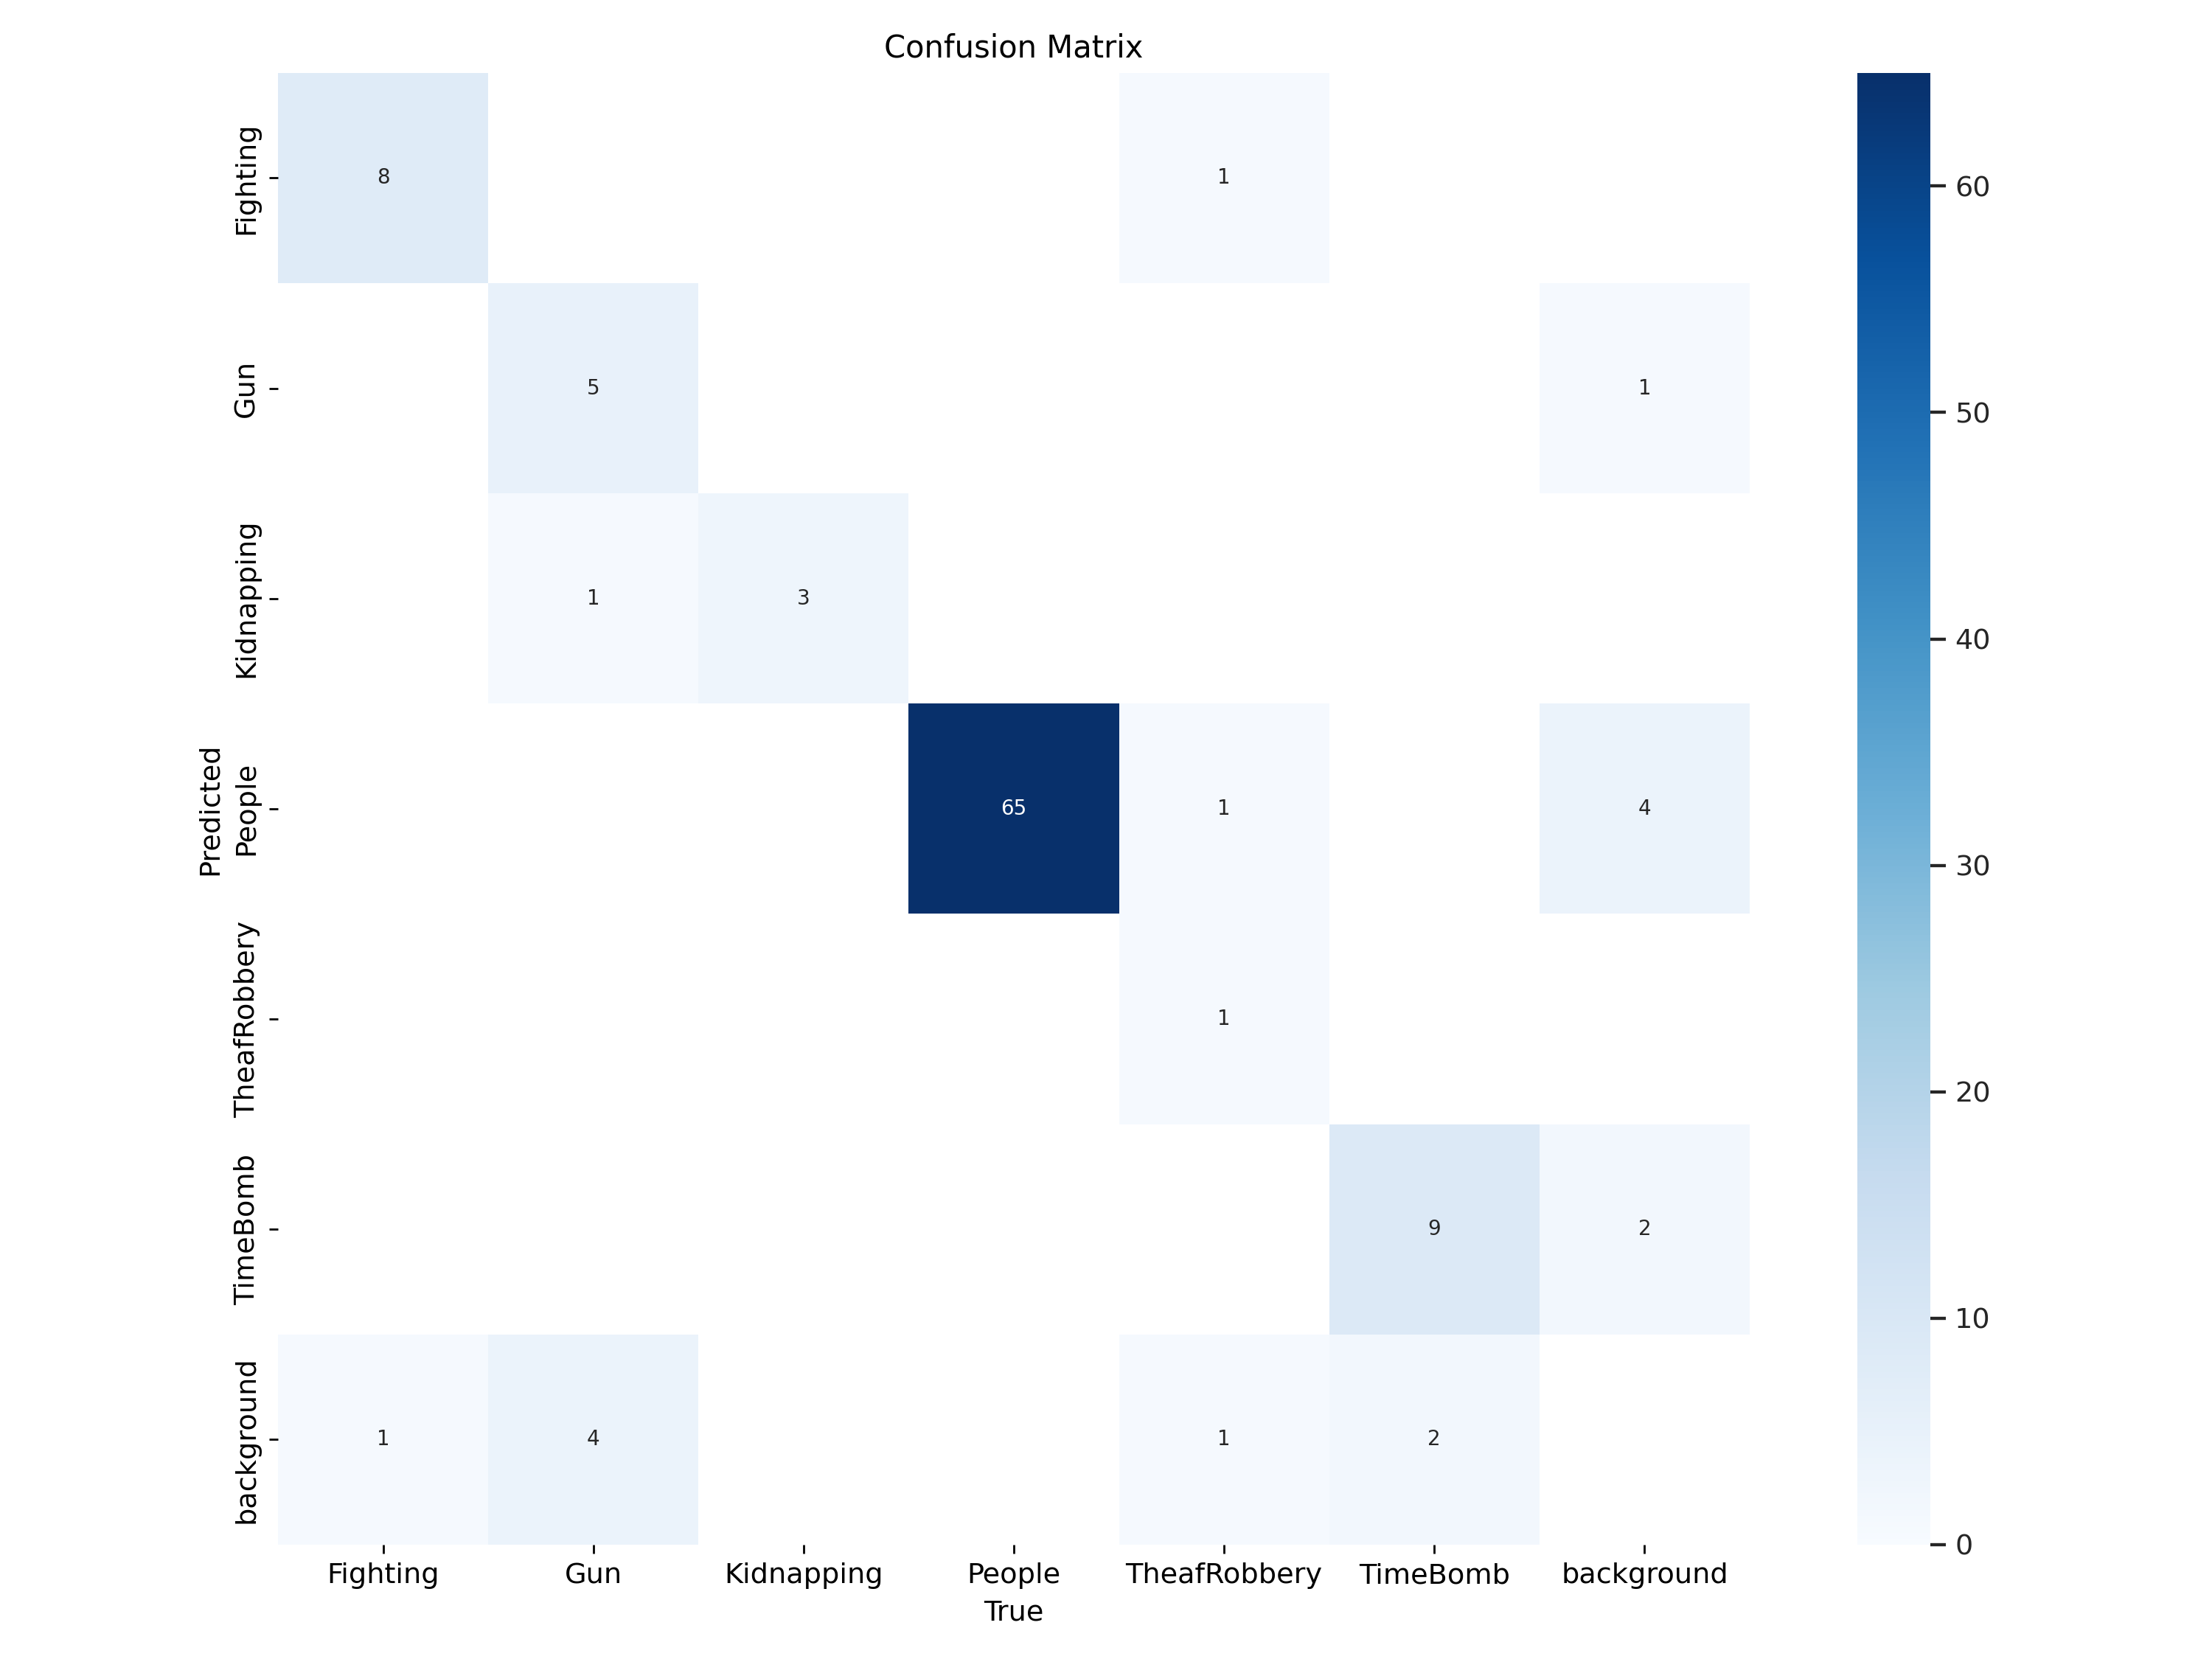 Confusion Matrix
Fighting
8
1
Gun
5
1
Kidnapping
1
3
Predicted
People
65
1
4
TheafRobbery
1
TimeBomb
9
2
background
1
4
1
2
Fighting
Gun
Kidnapping
People
TheafRobbery
TimeBomb
background
True
60
50
40
30
20
10
0